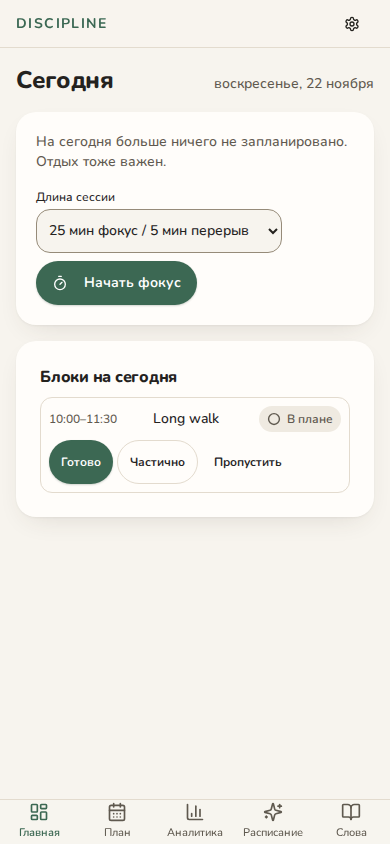 DISCIPLINE
Сегодня
воскресенье, 22 ноября
На сегодня больше ничего не запланировано.
Отдых тоже важен.
Длина сессии
25 мин фокус / 5 мин перерыв
Начать фокус
Блоки на сегодня
10:00–11:30 Long walk В плане
Готово Частично Пропустить
Главная План Аналитика Расписание Слова